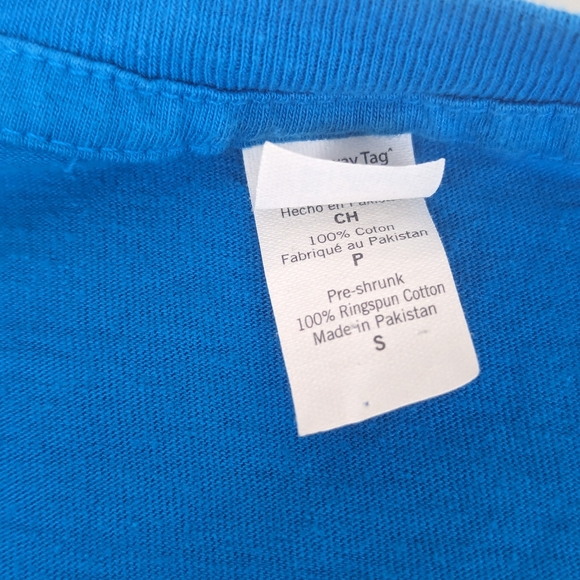 Tag
Hecho en
CH
100% Coton
Fabriqué au Pakistan
P
Pre-shrunk
100% Ringspun Cotton
Made in Pakistan
S